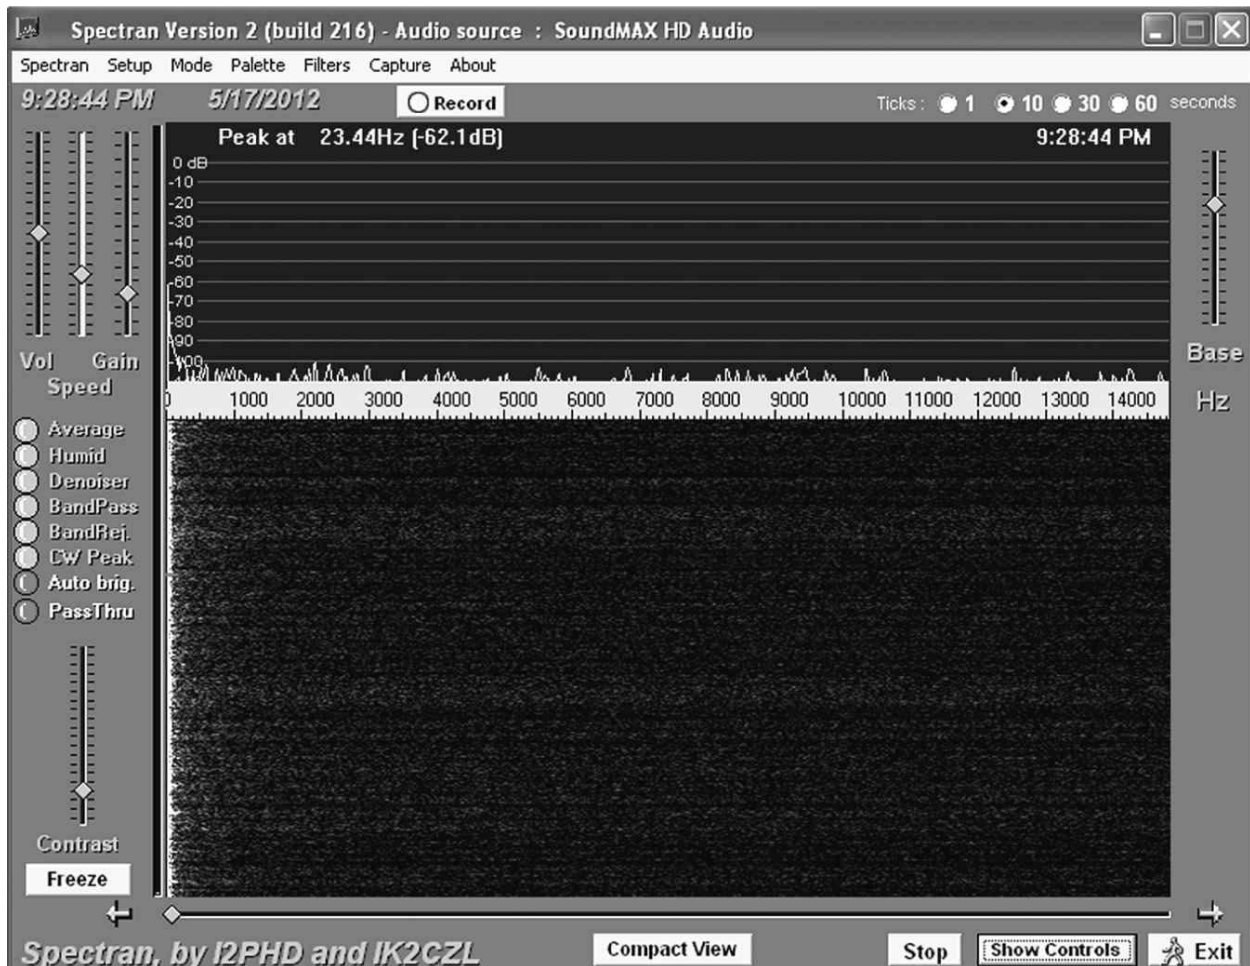 Spectran Version 2 (build 216) - Audio source : SoundMAX HD Audio
Spectran Setup Mode Palette Filters Capture About
9:28:44 PM 5/17/2012 Record Ticks : 1 10 30 60 seconds
Peak at 23.44Hz (-62.1dB) 9:28:44 PM
0 dB
-10
-20
-30
-40
-50
-60
-70
-80
-90
-100
Vol Gain
Speed
Base
Hz
0 1000 2000 3000 4000 5000 6000 7000 8000 9000 10000 11000 12000 13000 14000
Average
Humid
Denoiser
BandPass
BandRej.
CW Peak
Auto brig.
PassThru
Contrast
Freeze
Spectran, by I2PHD and IK2CZL Compact View Stop Show Controls Exit